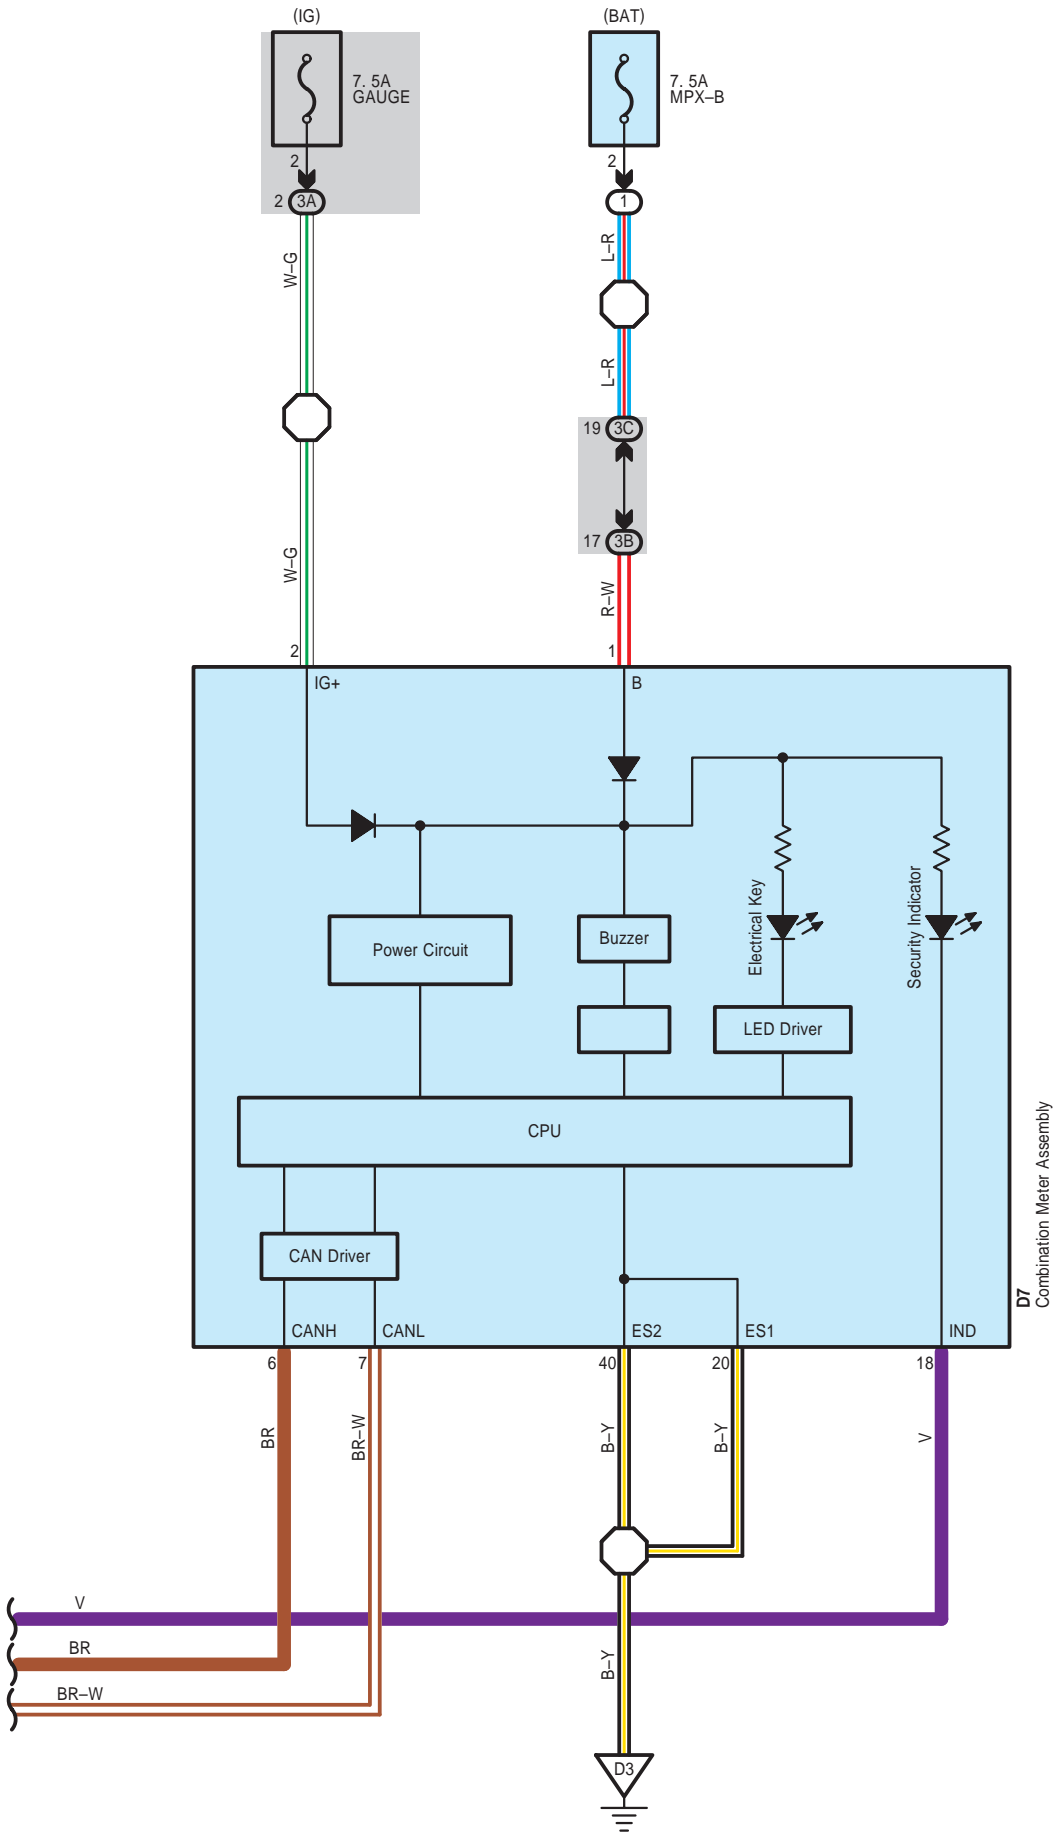 (IG)
(BAT)
7. 5A
GAUGE
7. 5A
MPX–B
2
2
2
3A
1
W–G
L–R
L–R
19
3C
17
3B
W–G
R–W
2
1
IG+
B
Electrical Key
Security Indicator
Power Circuit
Buzzer
LED Driver
CPU
D7
Combination Meter Assembly
CAN Driver
CANH
CANL
ES2
ES1
IND
6
7
40
20
18
BR
BR–W
B–Y
B–Y
V
V
BR
BR–W
B–Y
D3